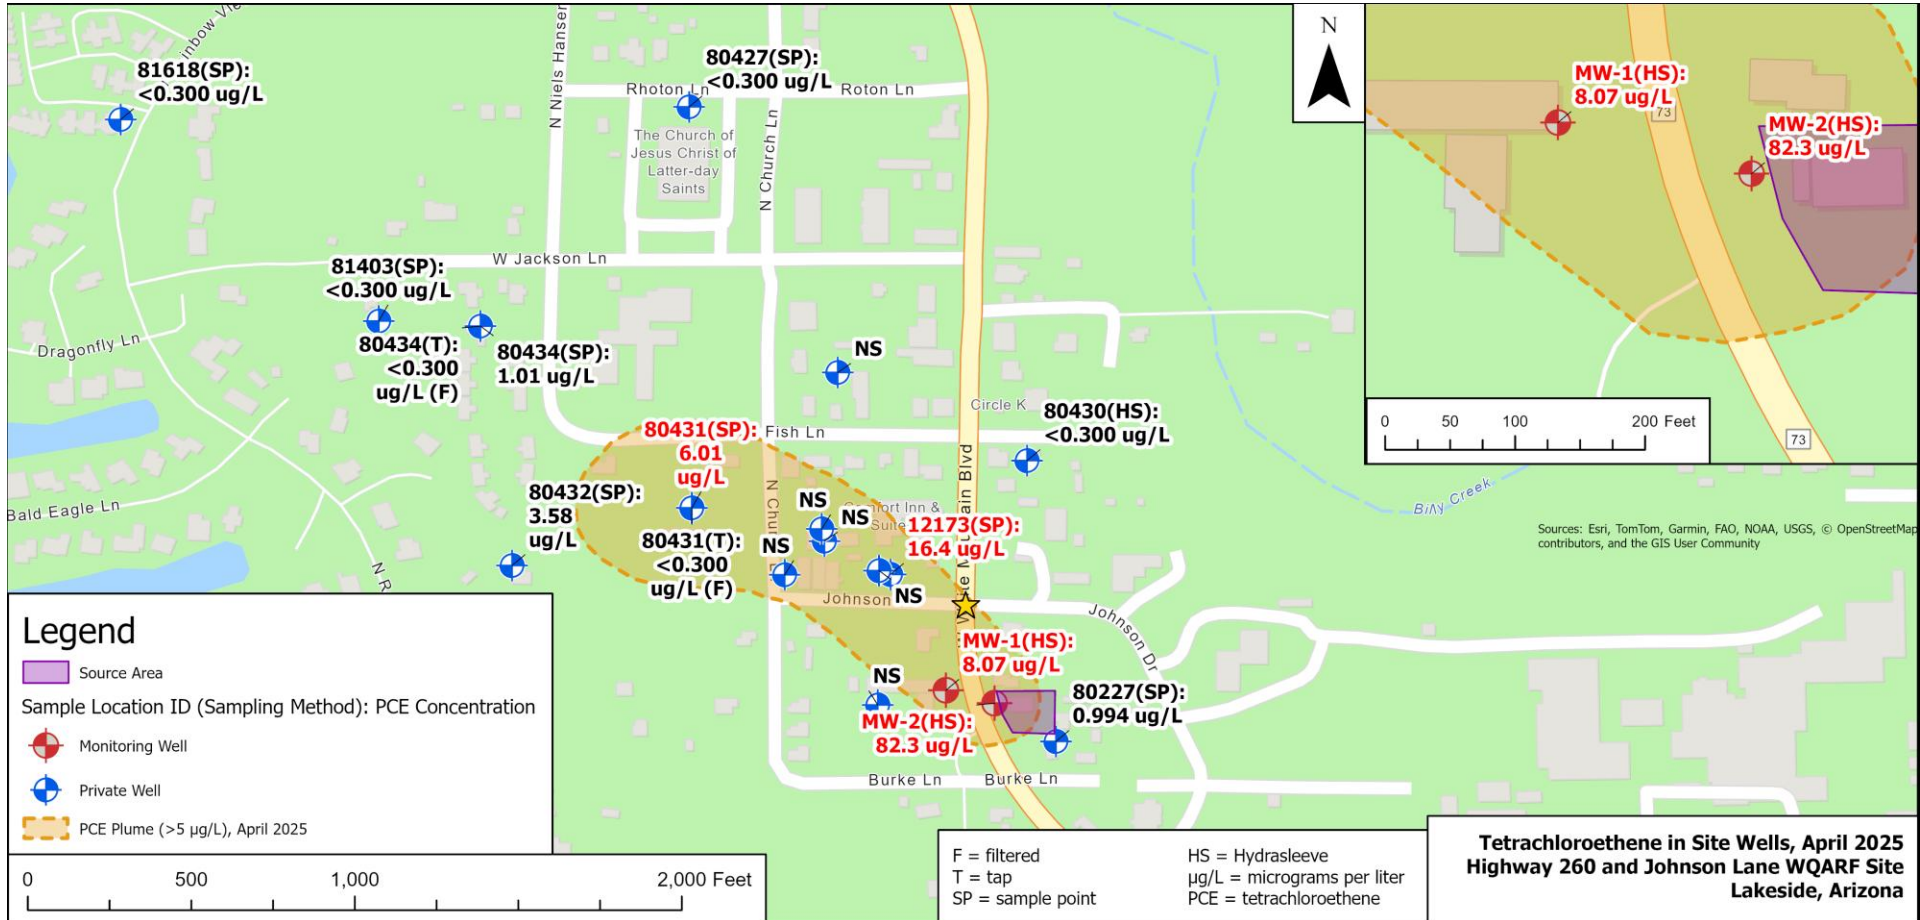 inbow Vie
81618(SP):
<0.300 ug/L
N Niels Hansen
80427(SP):
<0.300 ug/L
Rhoton Ln
Roton Ln
The Church of
Jesus Christ of
Latter-day
Saints
N Church Ln
N
MW-1(HS):
8.07 ug/L
73
MW-2(HS):
82.3 ug/L
0 50 100 200 Feet
73
W Jackson Ln
81403(SP):
<0.300 ug/L
Dragonfly Ln
80434(T):
<0.300
ug/L (F)
80434(SP):
1.01 ug/L
NS
Circle K
80430(HS):
<0.300 ug/L
Fish Ln
80431(SP):
6.01
ug/L
ain Blvd
N Chu
80432(SP):
3.58
ug/L
Bald Eagle Ln
NS
NS
fort Inn &
Suite
12173(SP):
16.4 ug/L
80431(T):
<0.300
ug/L (F)
NS
NS
N R
Billy Creek
Sources: Esri, TomTom, Garmin, FAO, NOAA, USGS, © OpenStreetMap
contributors, and the GIS User Community
Johnson
Johnson Dr
MW-1(HS):
8.07 ug/L
NS
MW-2(HS):
82.3 ug/L
80227(SP):
0.994 ug/L
Burke Ln
Burke Ln
Legend
Source Area
Sample Location ID (Sampling Method): PCE Concentration
Monitoring Well
Private Well
PCE Plume (>5 µg/L), April 2025
0 500 1,000 2,000 Feet
F = filtered
T = tap
SP = sample point
HS = Hydrasleeve
µg/L = micrograms per liter
PCE = tetrachloroethene
Tetrachloroethene in Site Wells, April 2025
Highway 260 and Johnson Lane WQARF Site
Lakeside, Arizona